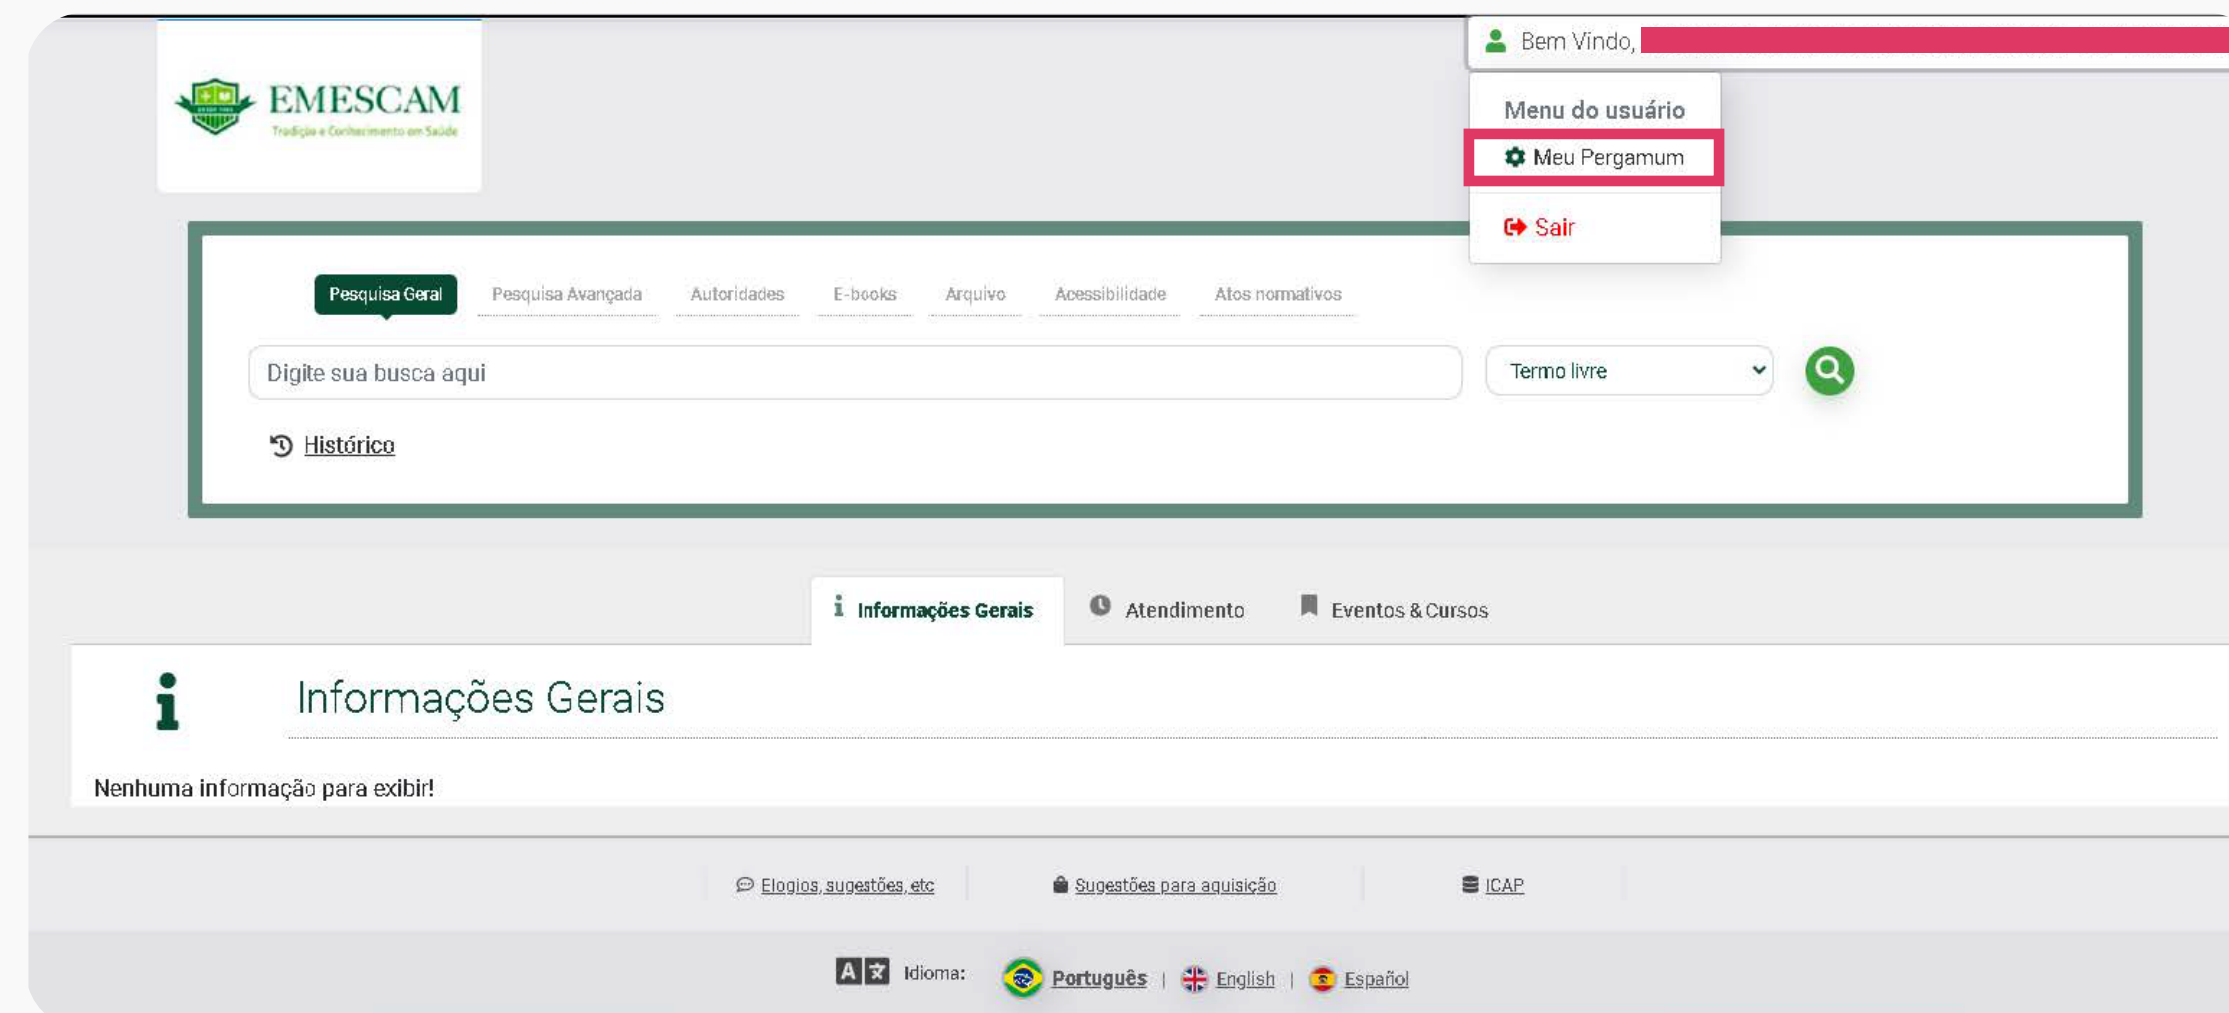 Bem Vindo,
EMESCAM
Tradição e Conhecimento em Saúde
Menu do usuário
Meu Pergamum
Sair
Pesquisa Geral Pesquisa Avançada Autoridades E-books Arquivo Acessibilidade Atos normativos
Digite sua busca aqui Termo livre
Histórico
Informações Gerais Atendimento Eventos & Cursos
Informações Gerais
Nenhuma informação para exibir!
Elogios, sugestões, etc Sugestões para aquisição ICAP
Idioma: Português | English | Español